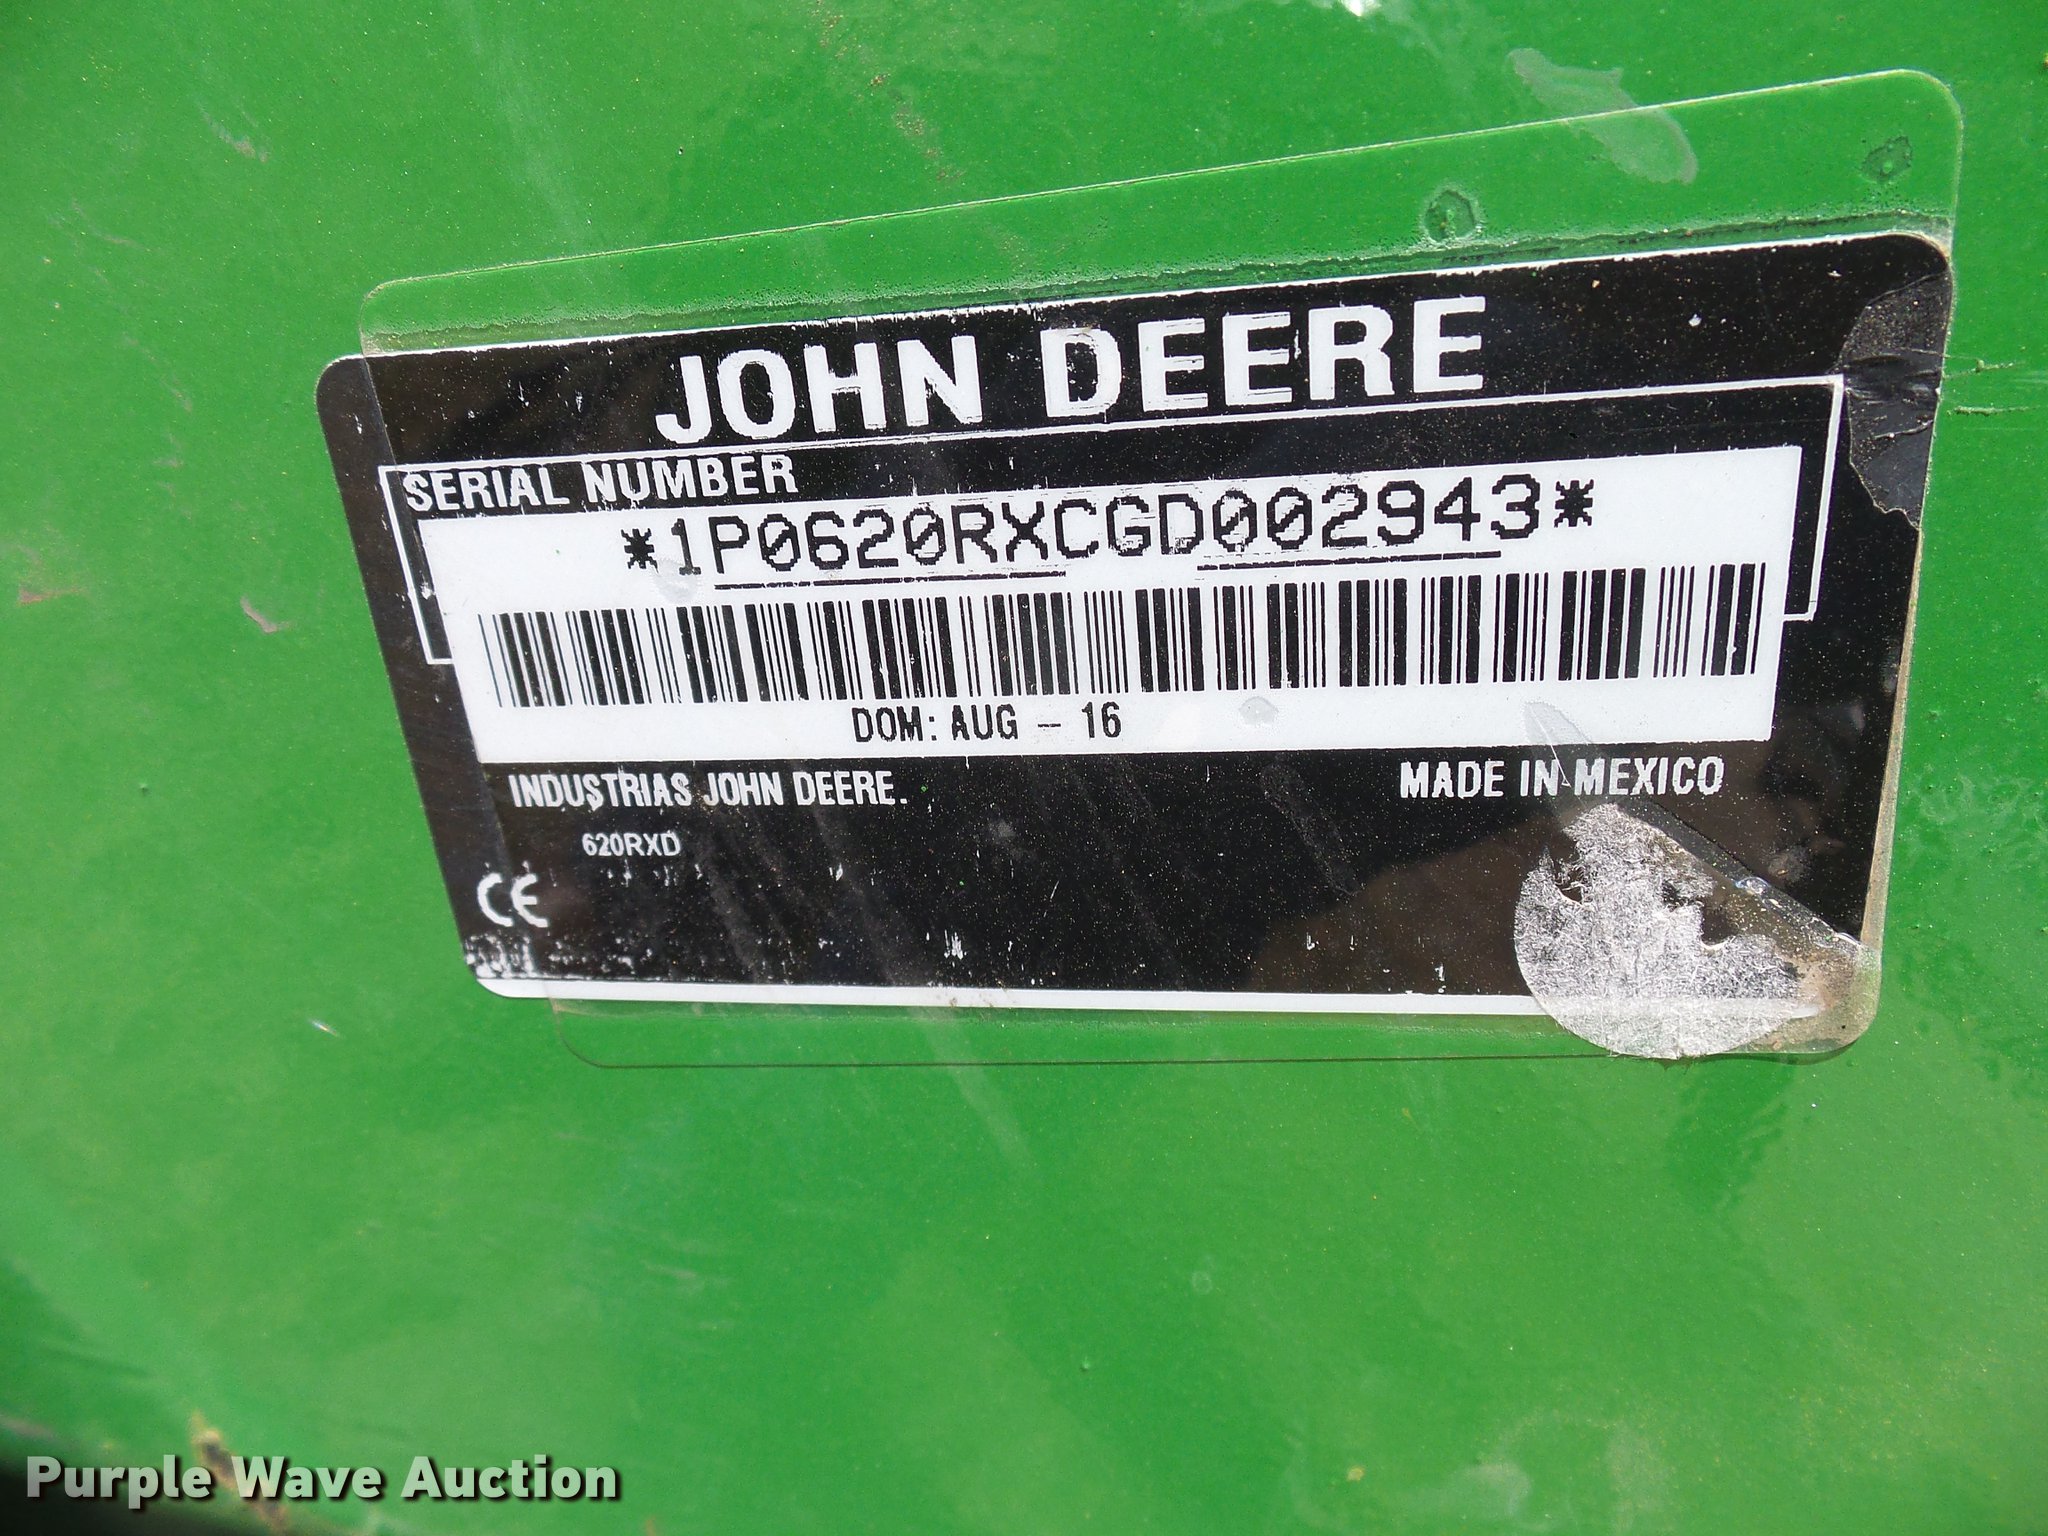 JOHN DEERE
SERIAL NUMBER
*1P0620RXCGD002943*
DOM: AUG - 16
INDUSTRIAS JOHN DEERE.
MADE IN MEXICO
620RXD
CE
Purple Wave Auction